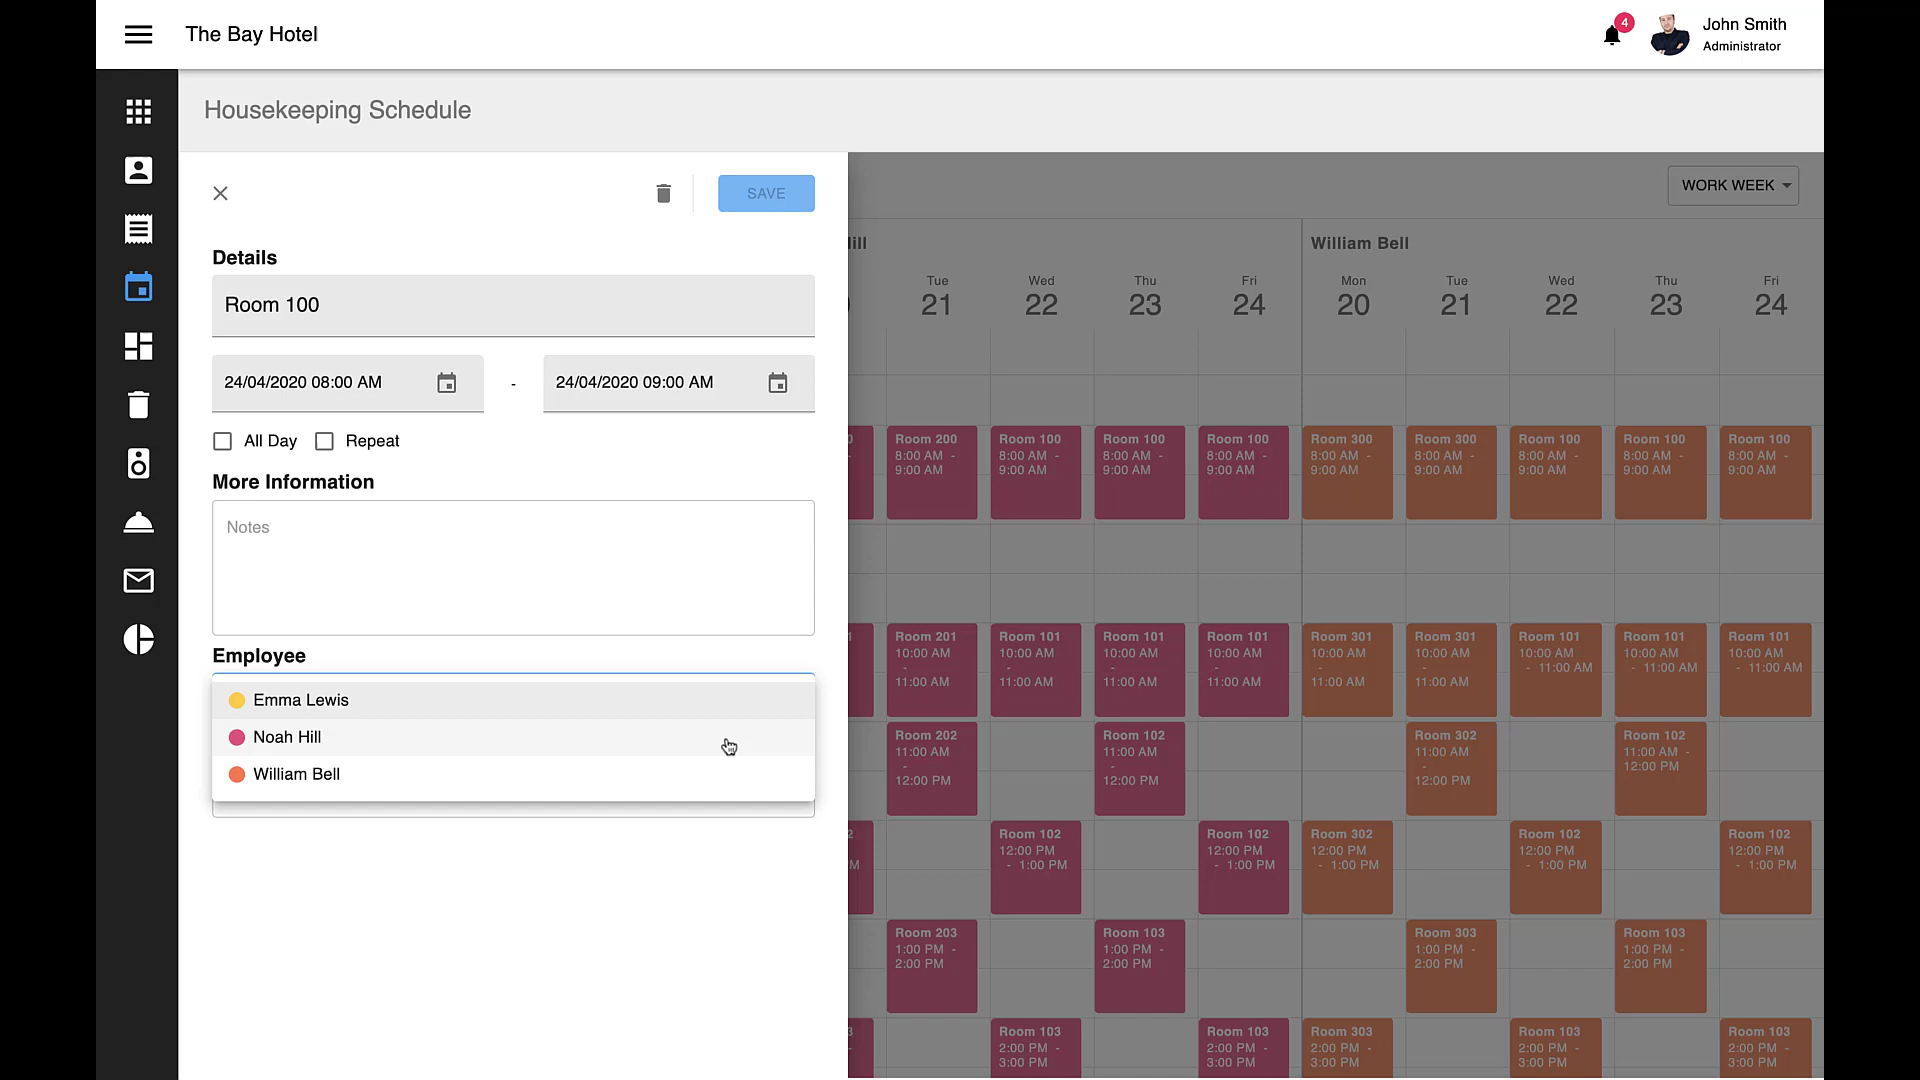 The Bay Hotel
4
John Smith
Administrator
Housekeeping Schedule
SAVE
Details
Room 100
24/04/2020 08:00 AM
-
24/04/2020 09:00 AM
All Day
Repeat
More Information
Notes
Employee
Emma Lewis
Noah Hill
William Bell
WORK WEEK
William Bell
Tue
21
Wed
22
Thu
23
Fri
24
Mon
20
Tue
21
Wed
22
Thu
23
Fri
24
Room 200
8:00 AM -
9:00 AM
Room 100
8:00 AM -
9:00 AM
Room 100
8:00 AM -
9:00 AM
Room 100
8:00 AM -
9:00 AM
Room 300
8:00 AM -
9:00 AM
Room 300
8:00 AM -
9:00 AM
Room 100
8:00 AM -
9:00 AM
Room 100
8:00 AM -
9:00 AM
Room 100
8:00 AM -
9:00 AM
Room 201
10:00 AM
-
11:00 AM
Room 101
10:00 AM
-
11:00 AM
Room 101
10:00 AM
-
11:00 AM
Room 101
10:00 AM
-
11:00 AM
Room 301
10:00 AM
-
11:00 AM
Room 301
10:00 AM
-
11:00 AM
Room 101
10:00 AM
- 11:00 AM
Room 101
10:00 AM
- 11:00 AM
Room 101
10:00 AM
- 11:00 AM
Room 202
11:00 AM
-
12:00 PM
Room 102
11:00 AM
-
12:00 PM
Room 302
11:00 AM
-
12:00 PM
Room 102
11:00 AM -
12:00 PM
Room 102
12:00 PM
- 1:00 PM
Room 102
12:00 PM
- 1:00 PM
Room 302
12:00 PM
- 1:00 PM
Room 102
12:00 PM
- 1:00 PM
Room 102
12:00 PM
- 1:00 PM
Room 203
1:00 PM -
2:00 PM
Room 103
1:00 PM -
2:00 PM
Room 303
1:00 PM -
2:00 PM
Room 103
1:00 PM -
2:00 PM
Room 103
2:00 PM -
3:00 PM
Room 103
2:00 PM -
3:00 PM
Room 303
2:00 PM -
3:00 PM
Room 103
2:00 PM -
3:00 PM
Room 103
2:00 PM -
3:00 PM